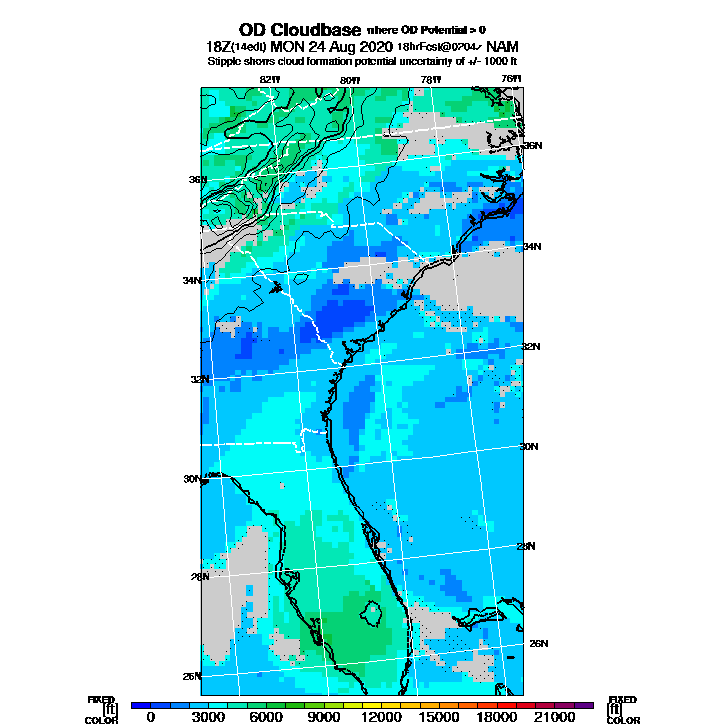 OD Cloudbase where OD Potential > 0
18Z(14edt) MON 24 Aug 2020 18hrFcst@0704z NAM
Stipple shows cloud formation potential uncertainty of +/- 1000 ft
82W 80W 78W 76W
36N
36N
34N
34N
32N
32N
30N
30N
28N
28N
26N
26N
FIXED FIXED
[ft] [ft]
COLOR COLOR
0 3000 6000 9000 12000 15000 18000 21000